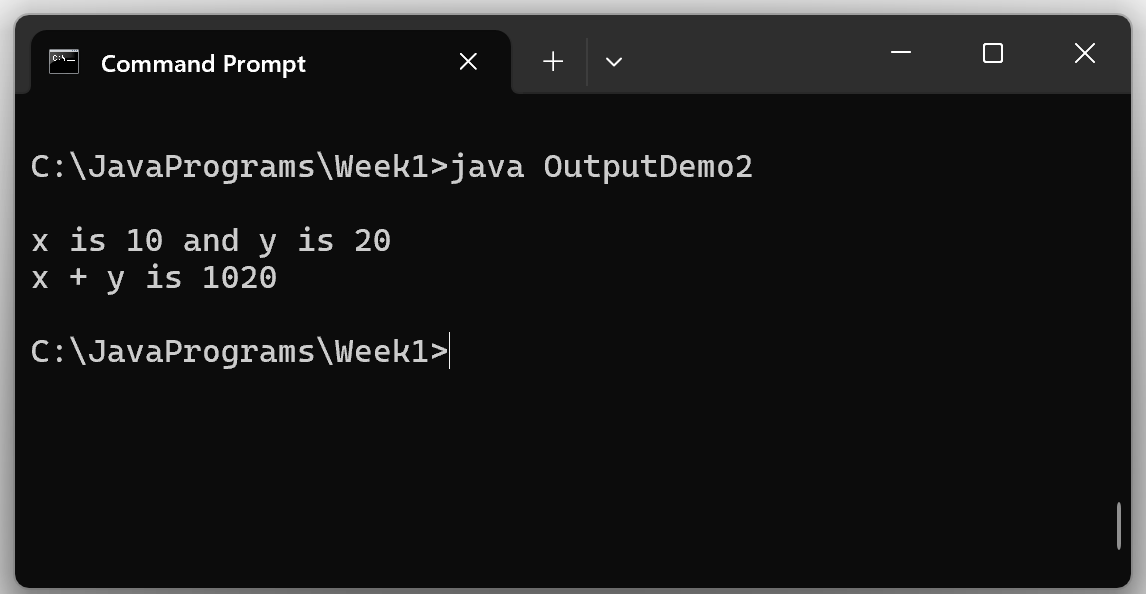 Command Prompt
C:\JavaPrograms\Week1>java OutputDemo2
x is 10 and y is 20
x + y is 1020
C:\JavaPrograms\Week1>